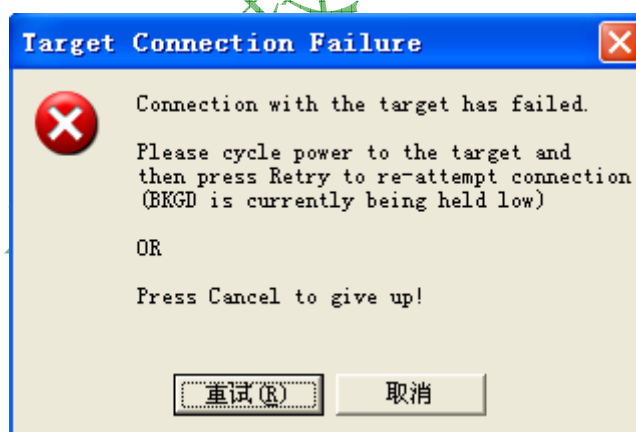 Target Connection Failure
Connection with the target has failed.
Please cycle power to the target and
then press Retry to re-attempt connection
(BKGD is currently being held low)
OR
Press Cancel to give up!
重试(R)
取消